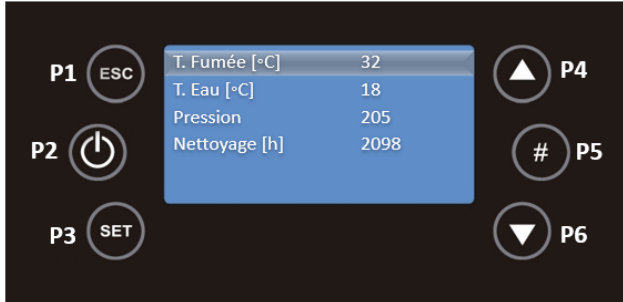 P1 ESC
P2
P3 SET
T. Fumée [°C] 32
T. Eau [°C] 18
Pression 205
Nettoyage [h] 2098
P4
# P5
P6